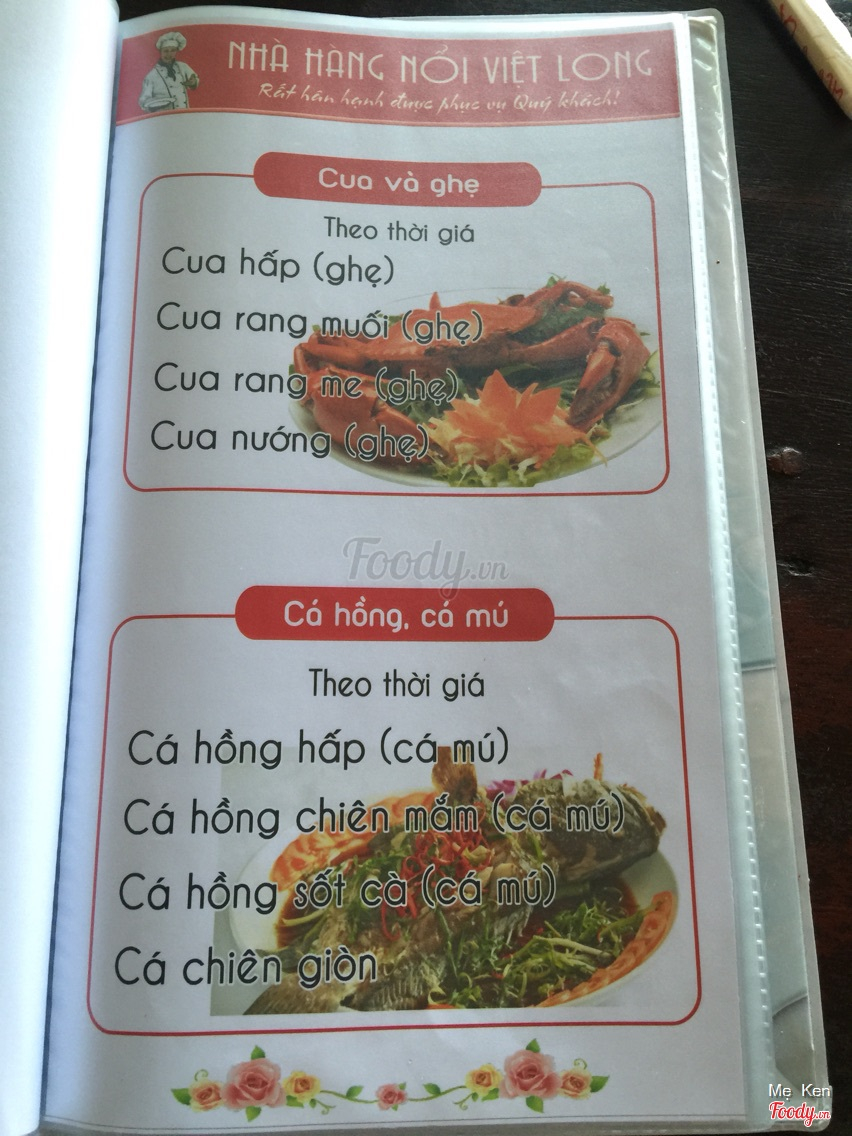 NHÀ HÀNG NỔI VIỆT LONG
Rất hân hạnh được phục vụ Quý khách!
Cua và ghẹ
Theo thời giá
Cua hấp (ghẹ)
Cua rang muối (ghẹ)
Cua rang me (ghẹ)
Cua nướng (ghẹ)
Foody.vn
Cá hồng, cá mú
Theo thời giá
Cá hồng hấp (cá mú)
Cá hồng chiên mắm (cá mú)
Cá hồng sốt cà (cá mú)
Cá chiên giòn
Mẹ Ken
Foody.vn